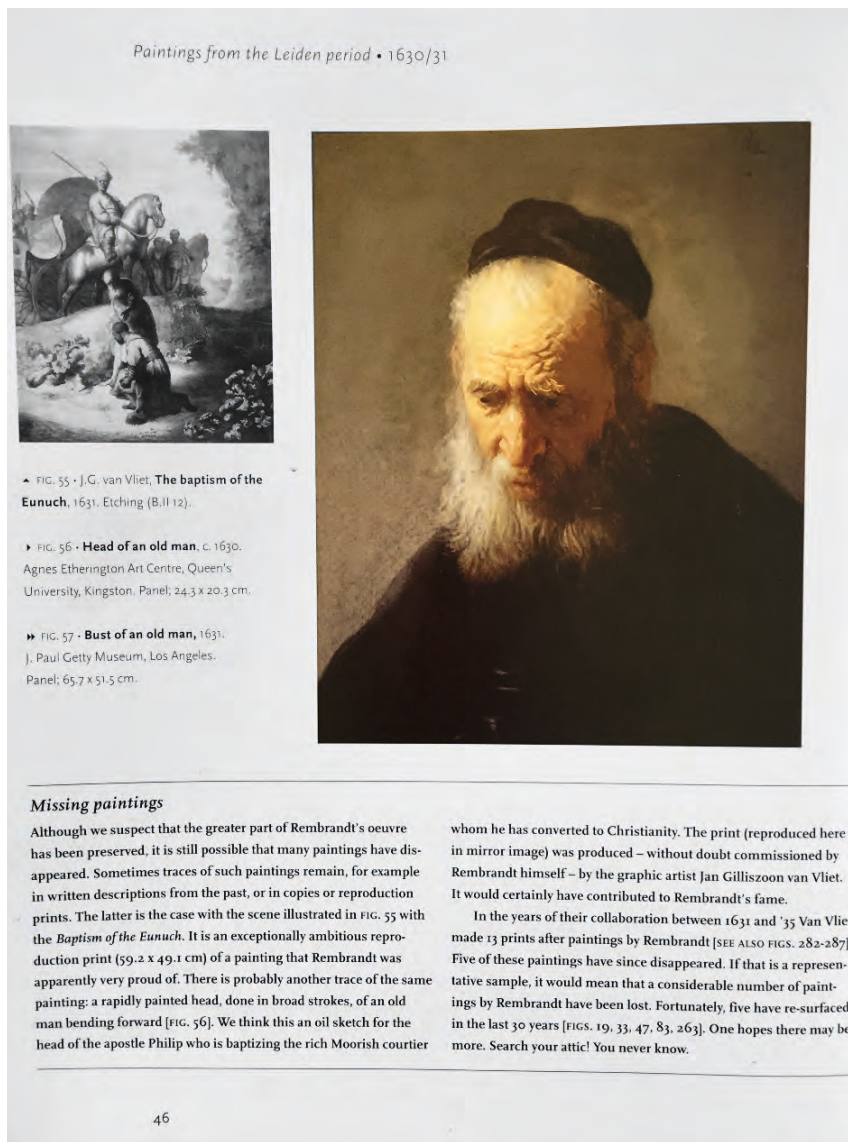 Paintings from the Leiden period • 1630/31
▲ FIG. 55 • J.G. van Vliet, The baptism of the
Eunuch, 1631. Etching (B.II 12).
▶ FIG. 56 • Head of an old man, c. 1630.
Agnes Etherington Art Centre, Queen's
University, Kingston. Panel; 24.3 x 20.3 cm.
▶▶ FIG. 57 • Bust of an old man, 1631.
J. Paul Getty Museum, Los Angeles.
Panel; 65.7 x 51.5 cm.
Missing paintings
Although we suspect that the greater part of Rembrandt's oeuvre
has been preserved, it is still possible that many paintings have dis-
appeared. Sometimes traces of such paintings remain, for example
in written descriptions from the past, or in copies or reproduction
prints. The latter is the case with the scene illustrated in FIG. 55 with
the Baptism of the Eunuch. It is an exceptionally ambitious repro-
duction print (59.2 x 49.1 cm) of a painting that Rembrandt was
apparently very proud of. There is probably another trace of the same
painting: a rapidly painted head, done in broad strokes, of an old
man bending forward [FIG. 56]. We think this an oil sketch for the
head of the apostle Philip who is baptizing the rich Moorish courtier
whom he has converted to Christianity. The print (reproduced here
in mirror image) was produced – without doubt commissioned by
Rembrandt himself – by the graphic artist Jan Gilliszoon van Vliet.
It would certainly have contributed to Rembrandt's fame.
In the years of their collaboration between 1631 and '35 Van Vlie
made 13 prints after paintings by Rembrandt [SEE ALSO FIGS. 282-287]
Five of these paintings have since disappeared. If that is a represen-
tative sample, it would mean that a considerable number of paint-
ings by Rembrandt have been lost. Fortunately, five have re-surfaced
in the last 30 years [FIGS. 19, 33, 47, 83, 263]. One hopes there may be
more. Search your attic! You never know.
46